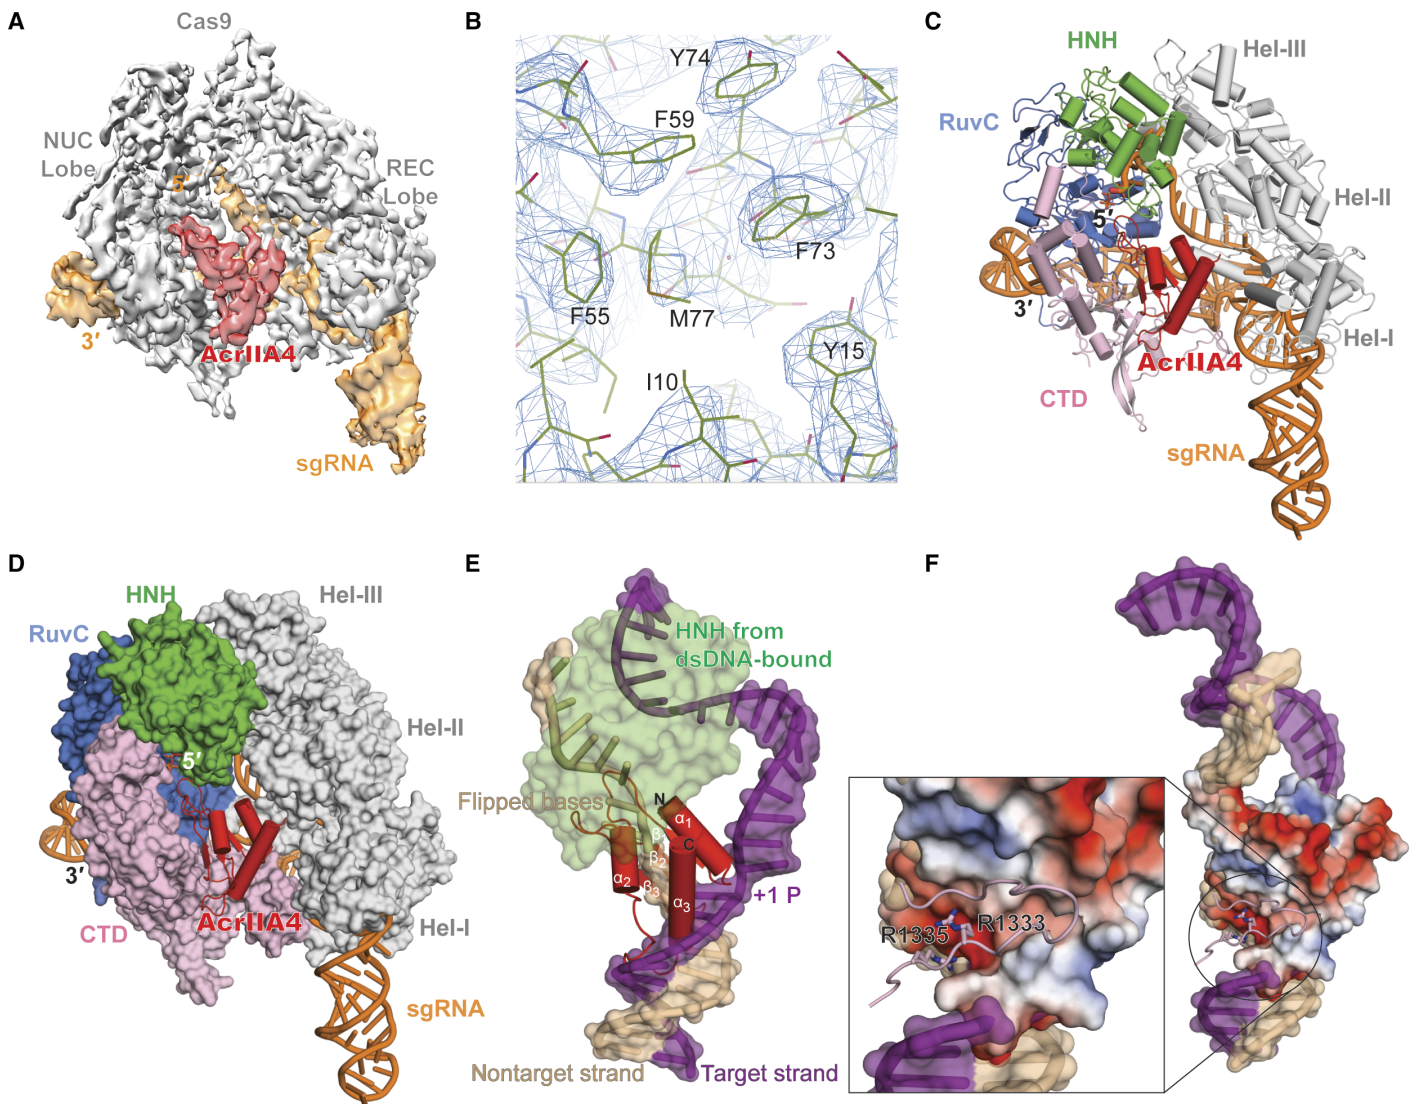 A
Cas9
NUC
Lobe
5′
REC
Lobe
3′
AcrIIA4
sgRNA
B
Y74
F59
F73
F55
M77
Y15
I10
C
HNH
Hel-III
RuvC
Hel-II
5′
3′
Hel-I
AcrIIA4
CTD
sgRNA
D
HNH
Hel-III
RuvC
Hel-II
5′
3′
AcrIIA4
CTD
Hel-I
sgRNA
E
HNH from
dsDNA-bound
Flipped bases
N
α1
β1
C
β2
α2
β3
α3
+1 P
Nontarget strand
Target strand
F
R1335
R1333